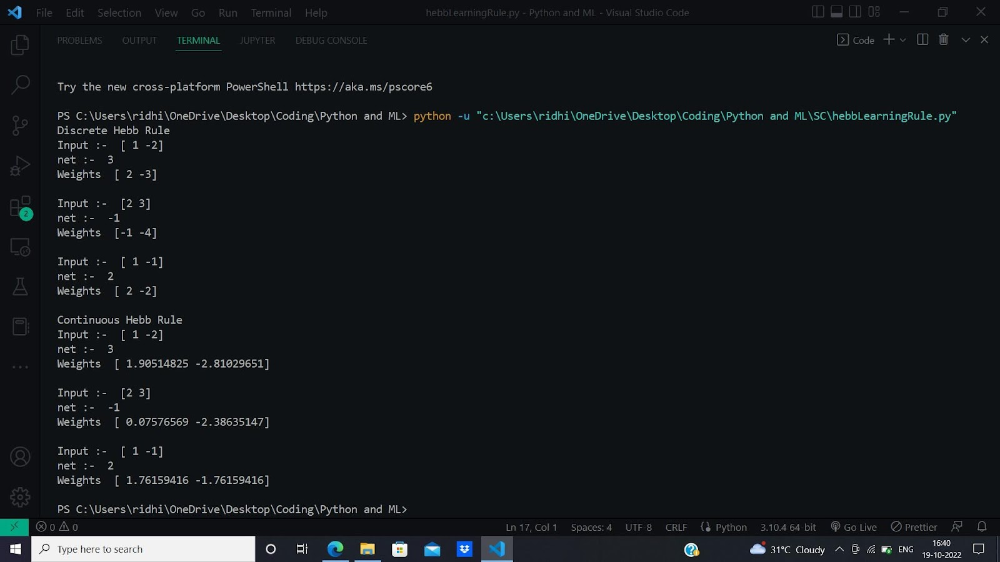 File Edit Selection View Go Run Terminal Help hebbLearningRule.py - Python and ML - Visual Studio Code
PROBLEMS OUTPUT TERMINAL JUPYTER DEBUG CONSOLE Code
Try the new cross-platform PowerShell https://aka.ms/pscore6
PS C:\Users\ridhi\OneDrive\Desktop\Coding\Python and ML> python -u "c:\Users\ridhi\OneDrive\Desktop\Coding\Python and ML\SC\hebbLearningRule.py"
Discrete Hebb Rule
Input :-  [ 1 -2]
net :-  3
Weights  [ 2 -3]
Input :-  [2 3]
net :-  -1
Weights  [-1 -4]
Input :-  [ 1 -1]
net :-  2
Weights  [ 2 -2]
Continuous Hebb Rule
Input :-  [ 1 -2]
net :-  3
Weights  [ 1.90514825 -2.81029651]
Input :-  [2 3]
net :-  -1
Weights  [ 0.07576569 -2.38635147]
Input :-  [ 1 -1]
net :-  2
Weights  [ 1.76159416 -1.76159416]
PS C:\Users\ridhi\OneDrive\Desktop\Coding\Python and ML>
2
0 0 Ln 17, Col 1 Spaces: 4 UTF-8 CRLF Python 3.10.4 64-bit Go Live Prettier
Type here to search 31°C Cloudy ENG 16:40
19-10-2022